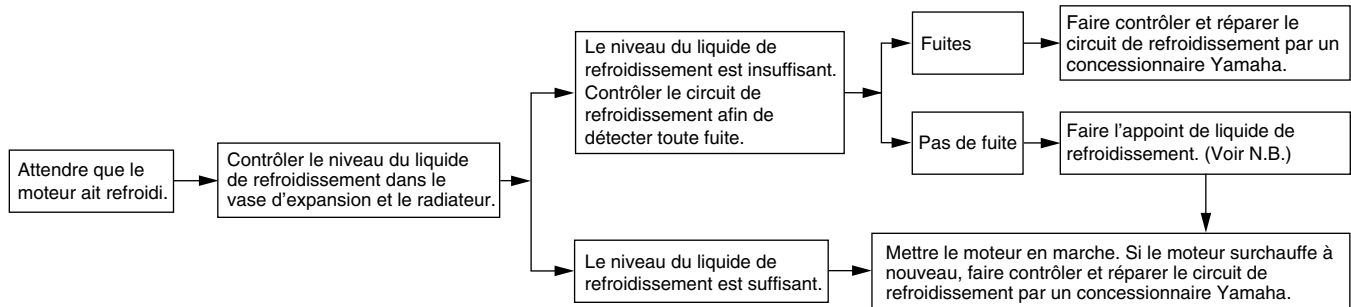 Attendre que le
moteur ait refroidi.
Contrôler le niveau du liquide
de refroidissement dans le
vase d’expansion et le radiateur.
Le niveau du liquide de
refroidissement est insuffisant.
Contrôler le circuit de
refroidissement afin de
détecter toute fuite.
Fuites
Faire contrôler et réparer le
circuit de refroidissement par un
concessionnaire Yamaha.
Pas de fuite
Faire l’appoint de liquide de
refroidissement. (Voir N.B.)
Le niveau du liquide de
refroidissement est suffisant.
Mettre le moteur en marche. Si le moteur surchauffe à
nouveau, faire contrôler et réparer le circuit de
refroidissement par un concessionnaire Yamaha.